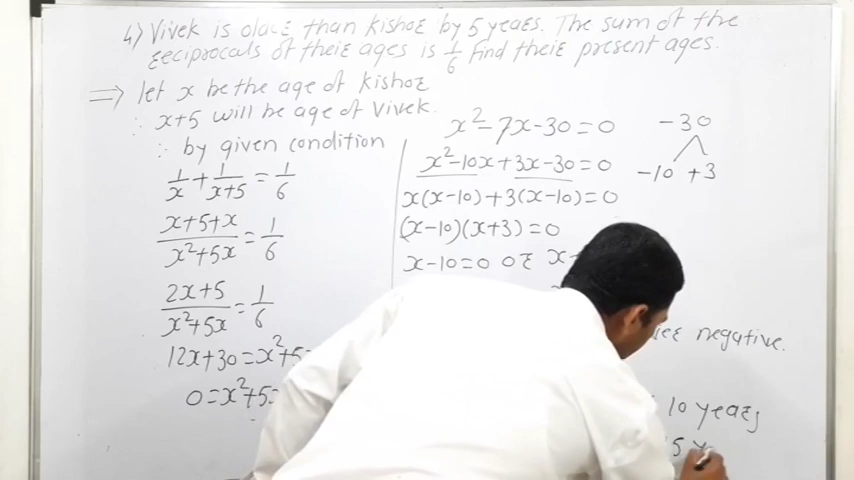 4) Vivek is older than Kishor by 5 years. The sum of the
reciprocals of their ages is 1/6 find their present ages.
⇒ let x be the age of Kishor
∴ x+5 will be age of Vivek.
∴ by given condition
1/x + 1/(x+5) = 1/6
(x+5+x)/(x²+5x) = 1/6
(2x+5)/(x²+5x) = 1/6
12x+30=x²+5
0=x²+5
x²-7x-30=0
x²-10x+3x-30=0
x(x-10)+3(x-10)=0
(x-10)(x+3)=0
x-10=0 or x
-30
-10 +3
negative.
10 years
5 y